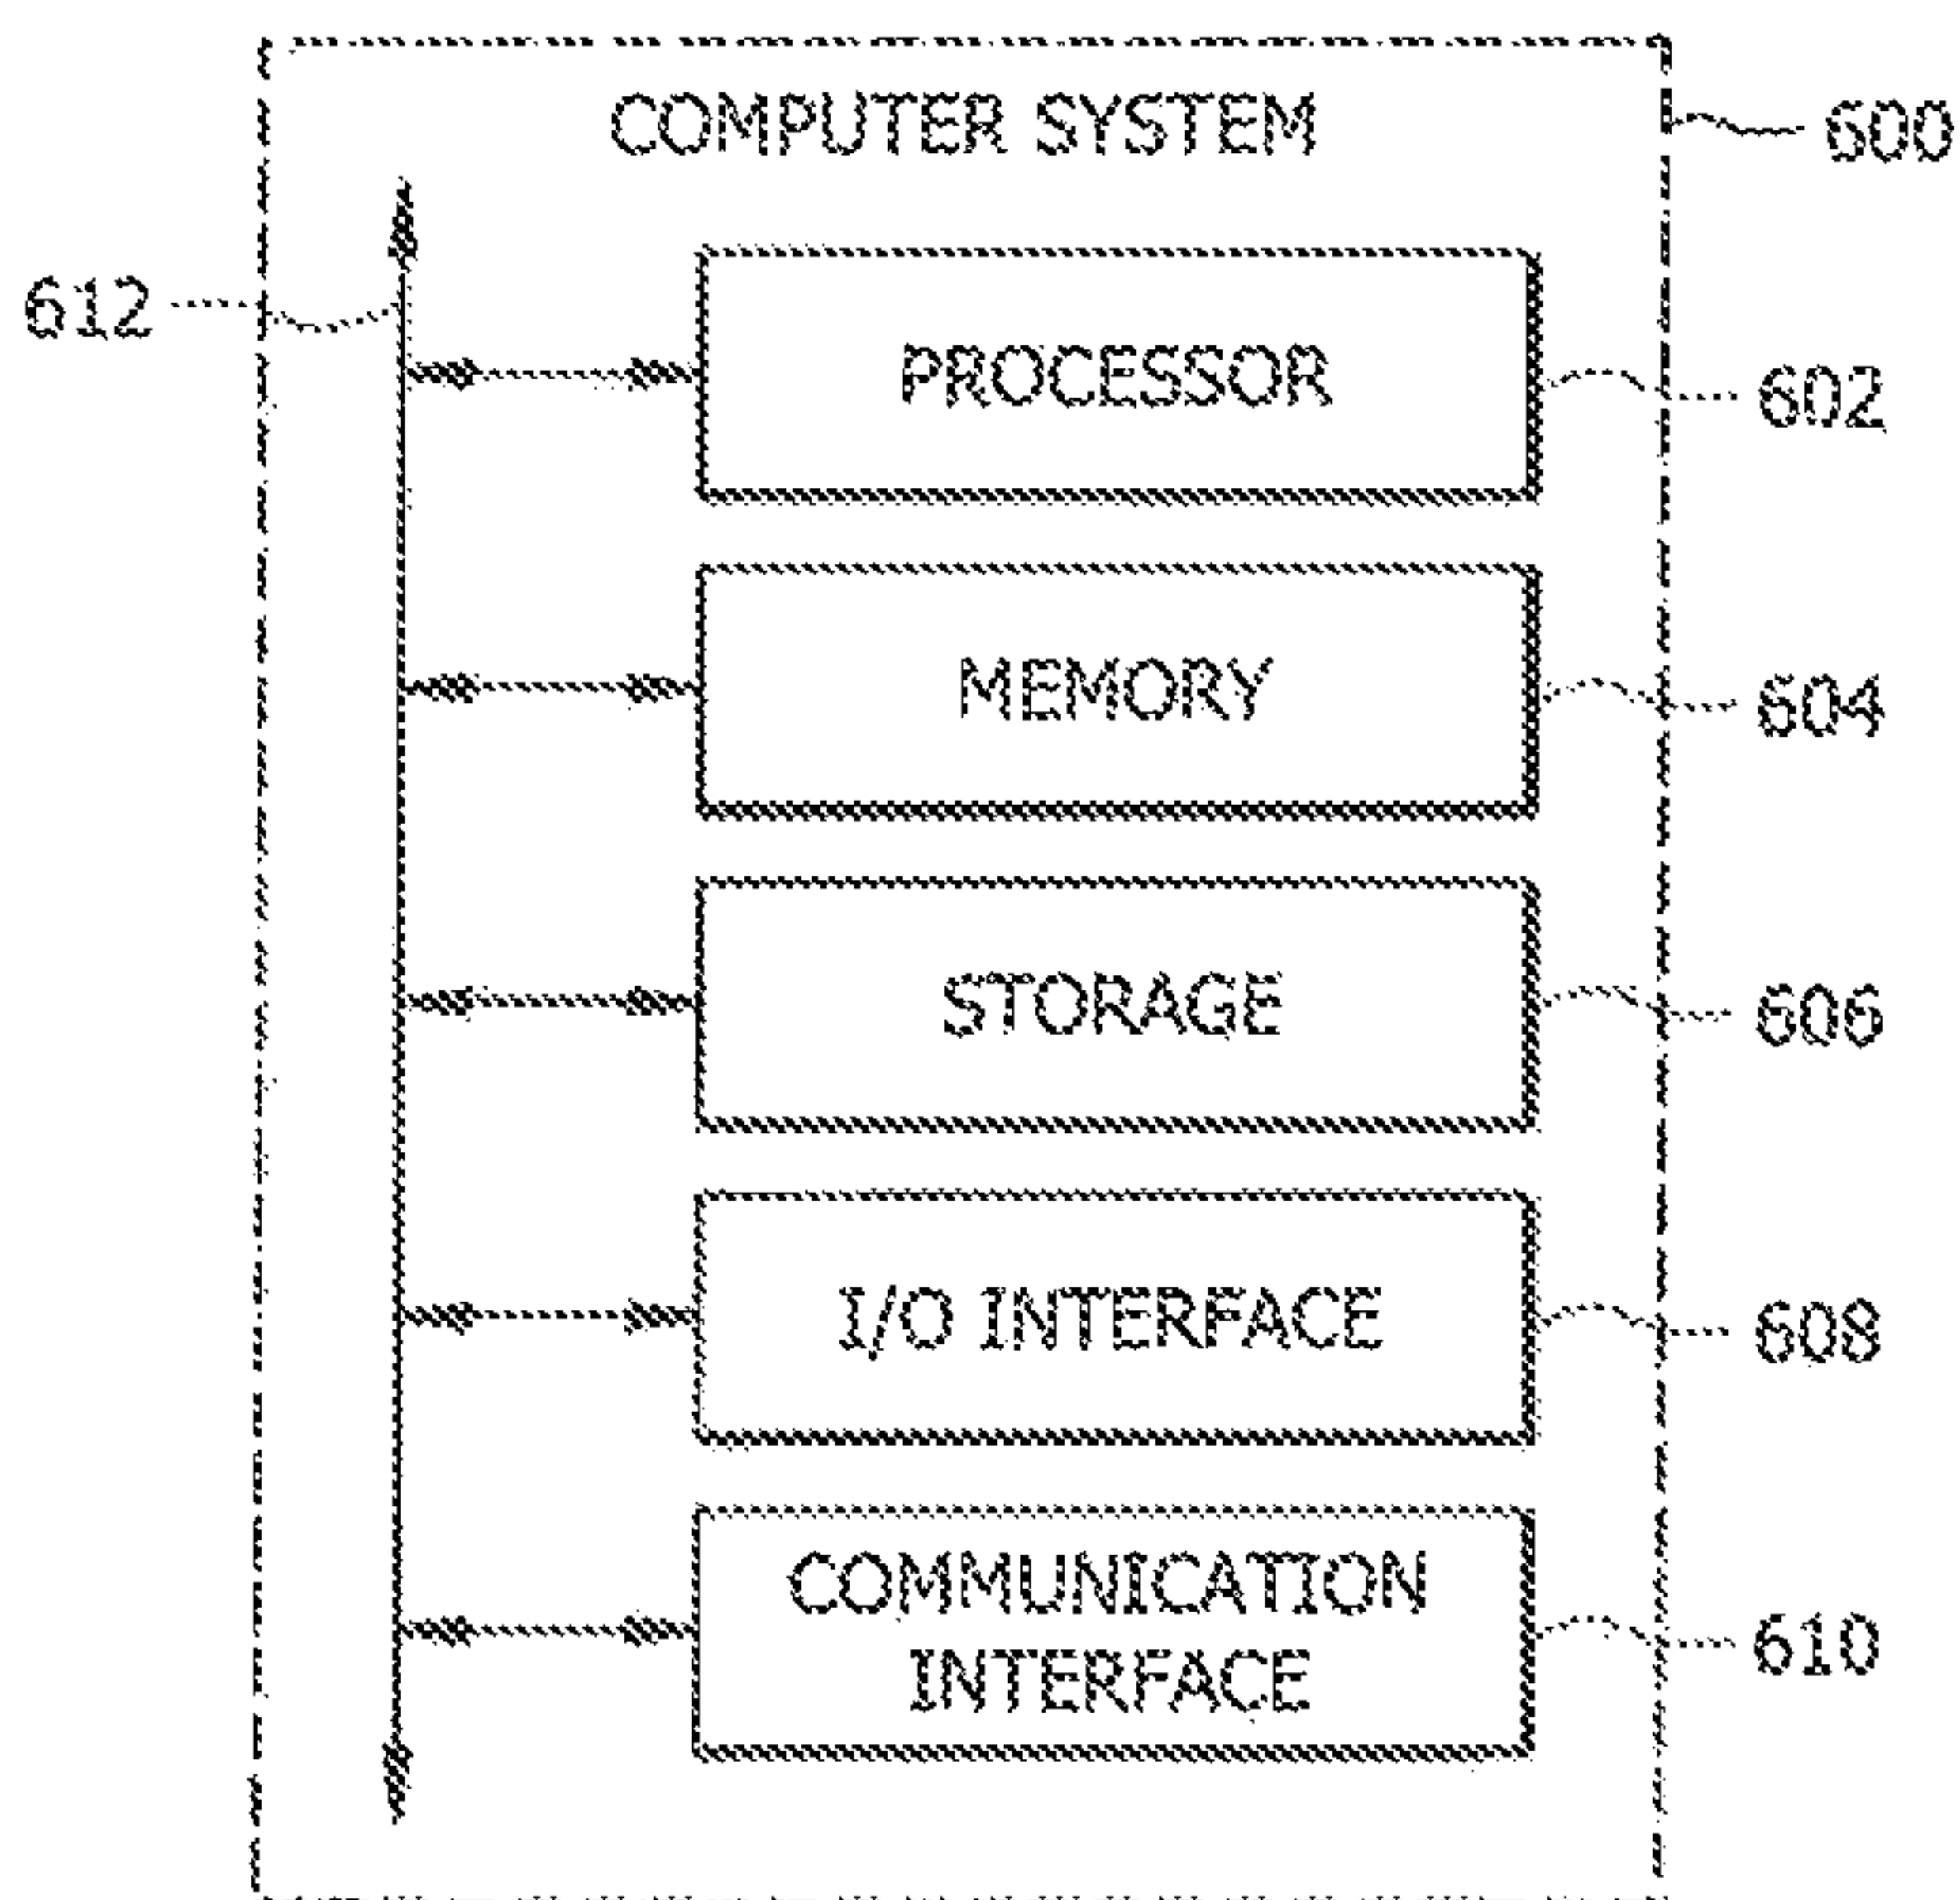 COMPUTER SYSTEM
600
612
PROCESSOR
602
MEMORY
604
STORAGE
606
I/O INTERFACE
608
COMMUNICATION
INTERFACE
610